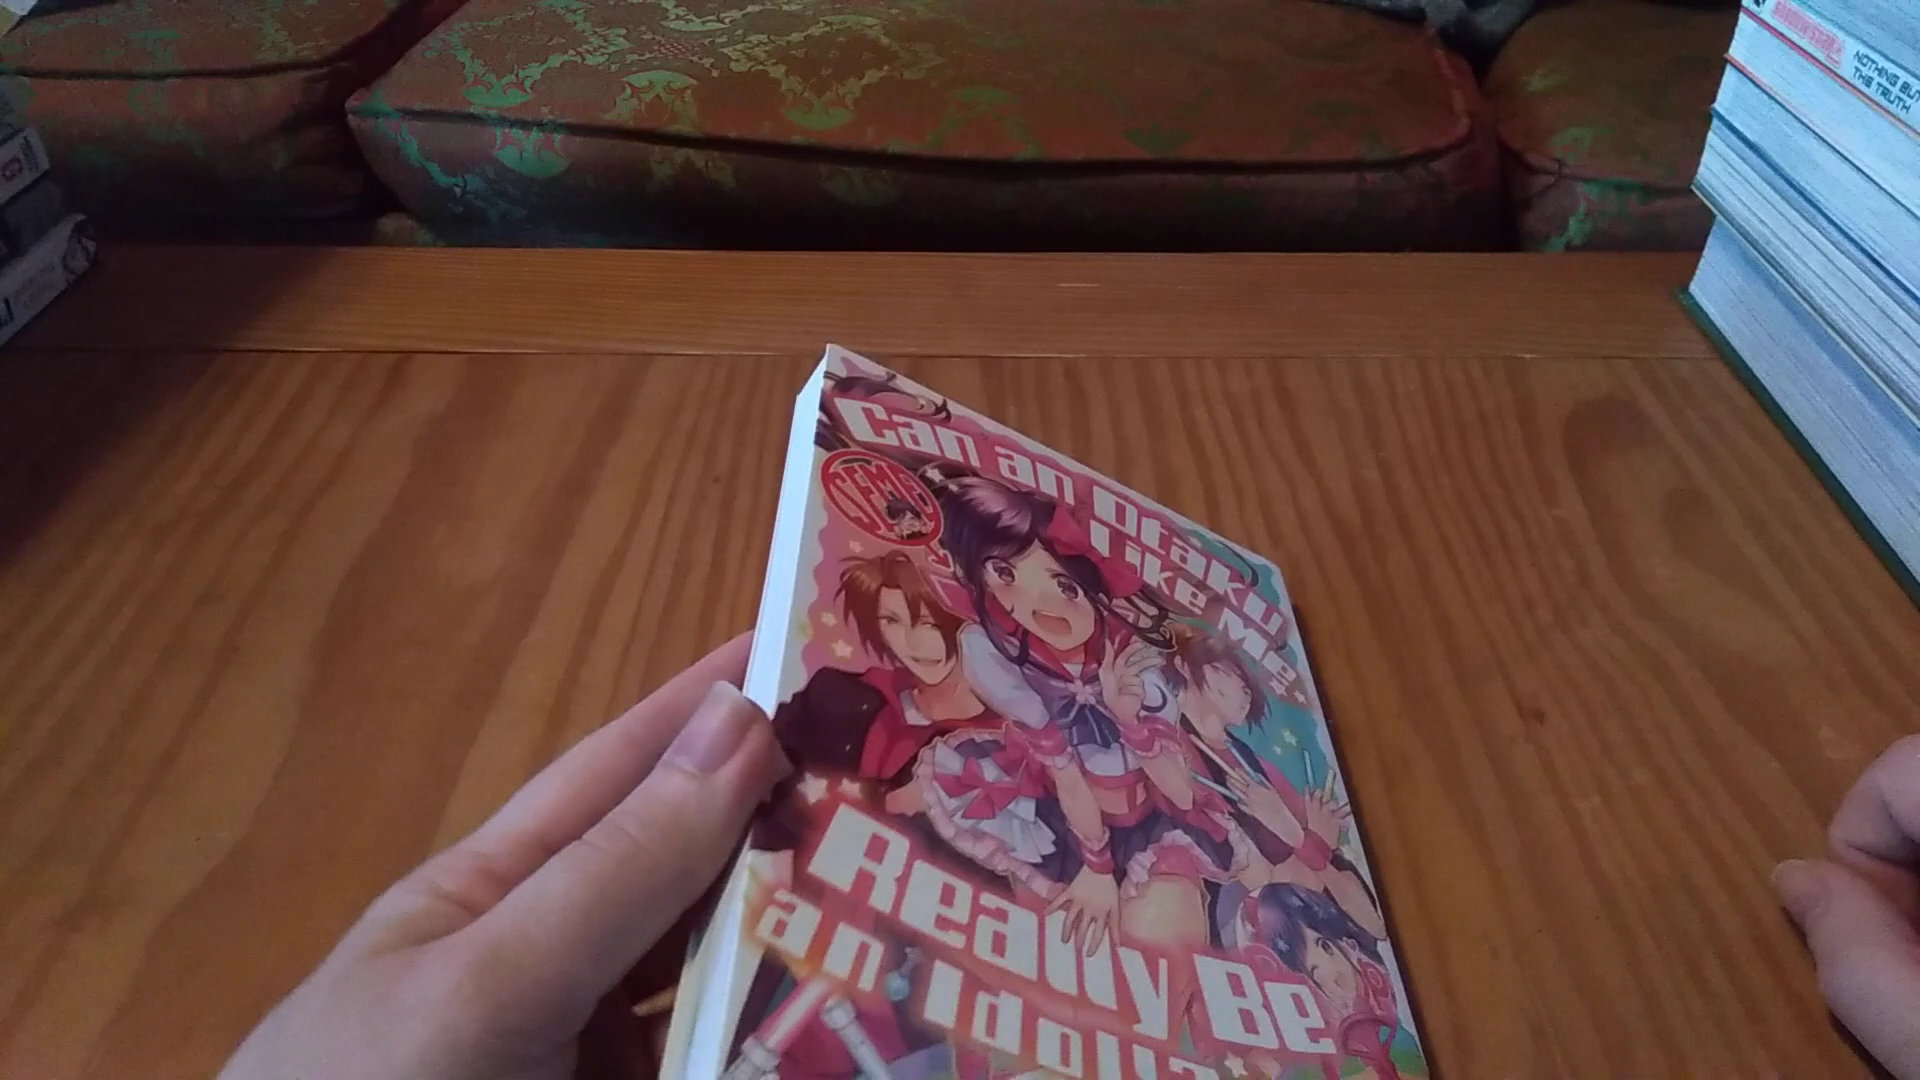 NOTHING BUT
THE TRUTH
Can an Otaku
Like Me
Really Be
an Idol!?